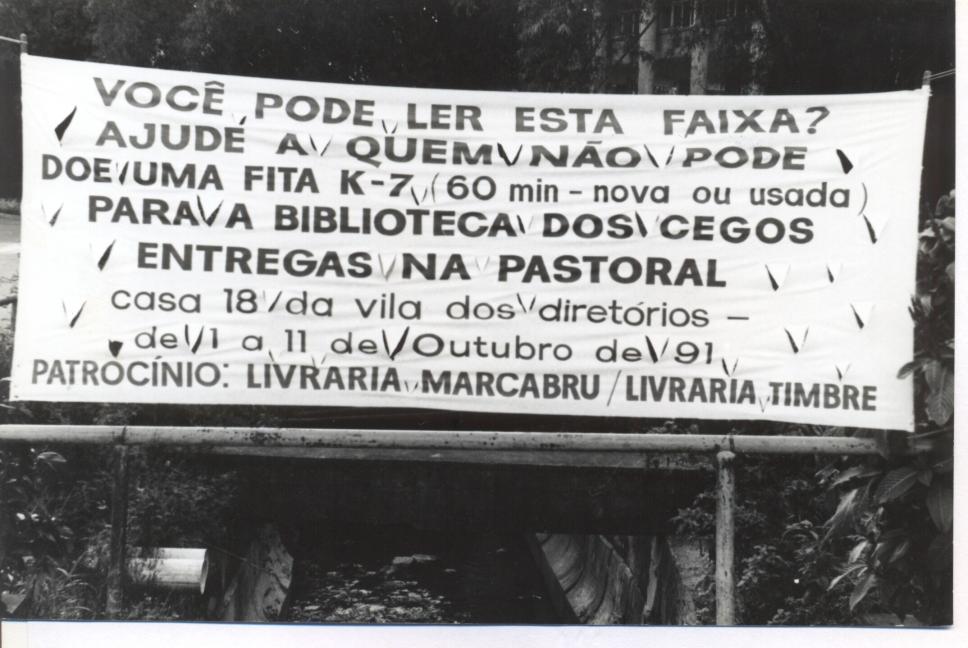 VOCÊ PODE LER ESTA FAIXA?
AJUDE A QUEM NÃO PODE
DOE UMA FITA K-7 (60 min - nova ou usada)
PARA A BIBLIOTECA DOS CEGOS
ENTREGAS NA PASTORAL
casa 18 da vila dos diretórios -
de 1 a 11 de Outubro de 91
PATROCÍNIO: LIVRARIA MARCABRU / LIVRARIA TIMBRE